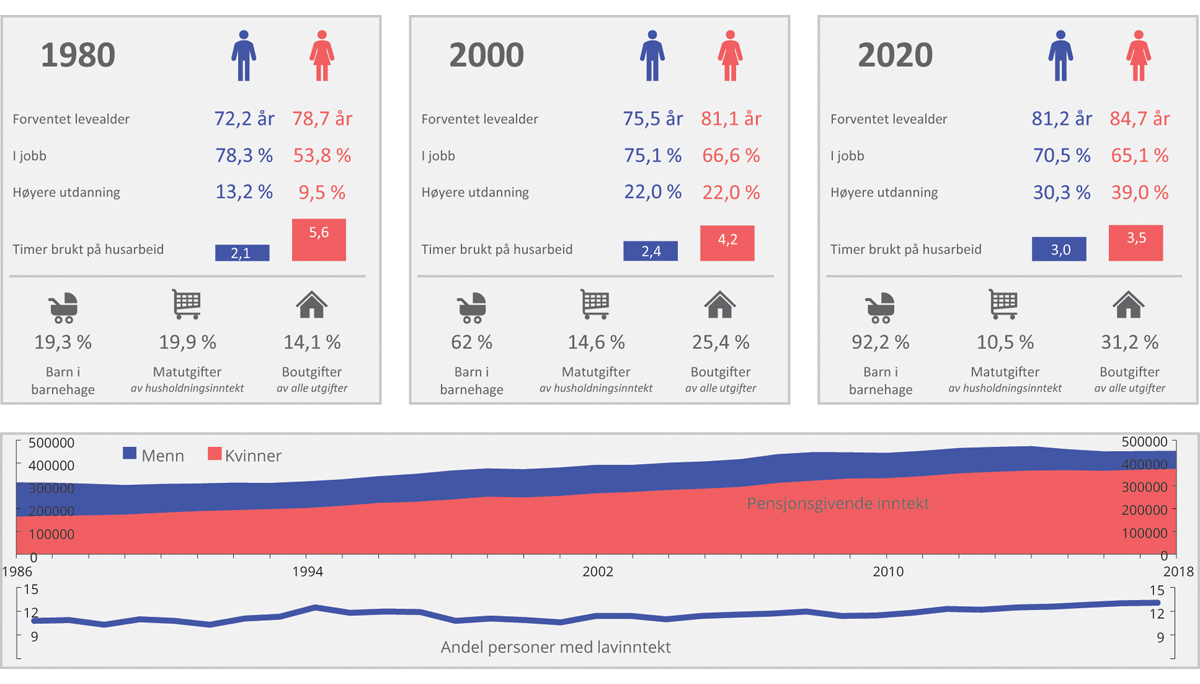 1980
Forventet levealder 72,2 år 78,7 år
I jobb 78,3 % 53,8 %
Høyere utdanning 13,2 % 9,5 %
Timer brukt på husarbeid 2,1 5,6
19,3 % 19,9 % 14,1 %
Barn i Matutgifter Boutgifter
barnehage av husholdningsinntekt av alle utgifter
2000
Forventet levealder 75,5 år 81,1 år
I jobb 75,1 % 66,6 %
Høyere utdanning 22,0 % 22,0 %
Timer brukt på husarbeid 2,4 4,2
62 % 14,6 % 25,4 %
Barn i Matutgifter Boutgifter
barnehage av husholdningsinntekt av alle utgifter
2020
Forventet levealder 81,2 år 84,7 år
I jobb 70,5 % 65,1 %
Høyere utdanning 30,3 % 39,0 %
Timer brukt på husarbeid 3,0 3,5
92,2 % 10,5 % 31,2 %
Barn i Matutgifter Boutgifter
barnehage av husholdningsinntekt av alle utgifter
500000 500000
Menn Kvinner
400000 400000
300000 300000
Pensjonsgivende inntekt
200000 200000
100000 100000
0 0
1986 1994 2002 2010 2018
15 15
12 12
9 9
Andel personer med lavinntekt